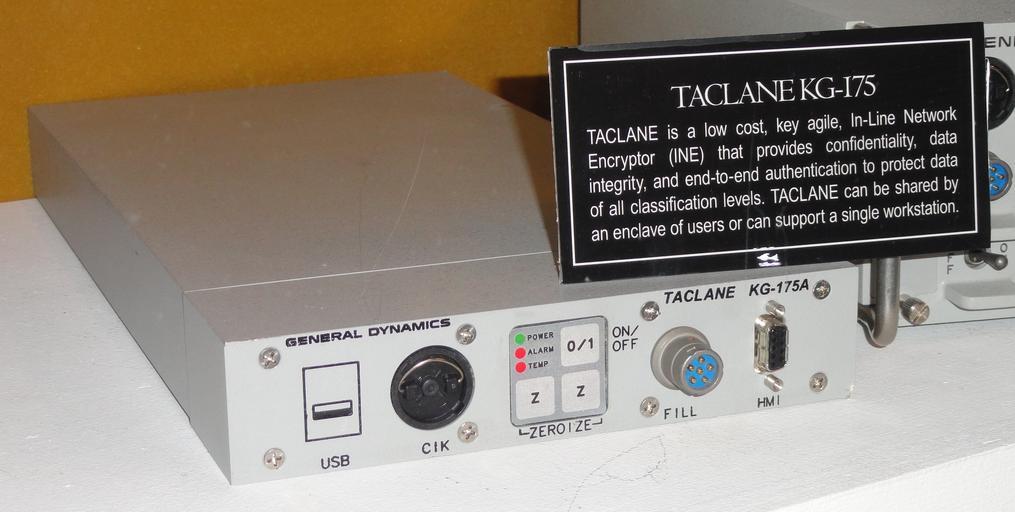 TACLANE KG-175
TACLANE is a low cost, key agile, In-Line Network
Encryptor (INE) that provides confidentiality, data
integrity, and end-to-end authentication to protect data
of all classification levels. TACLANE can be shared by
an enclave of users or can support a single workstation.
TACLANE KG-175A
GENERAL DYNAMICS
USB
CIK
POWER
ALARM
TEMP
0/1
ON/
OFF
Z
Z
ZEROIZE
FILL
HMI